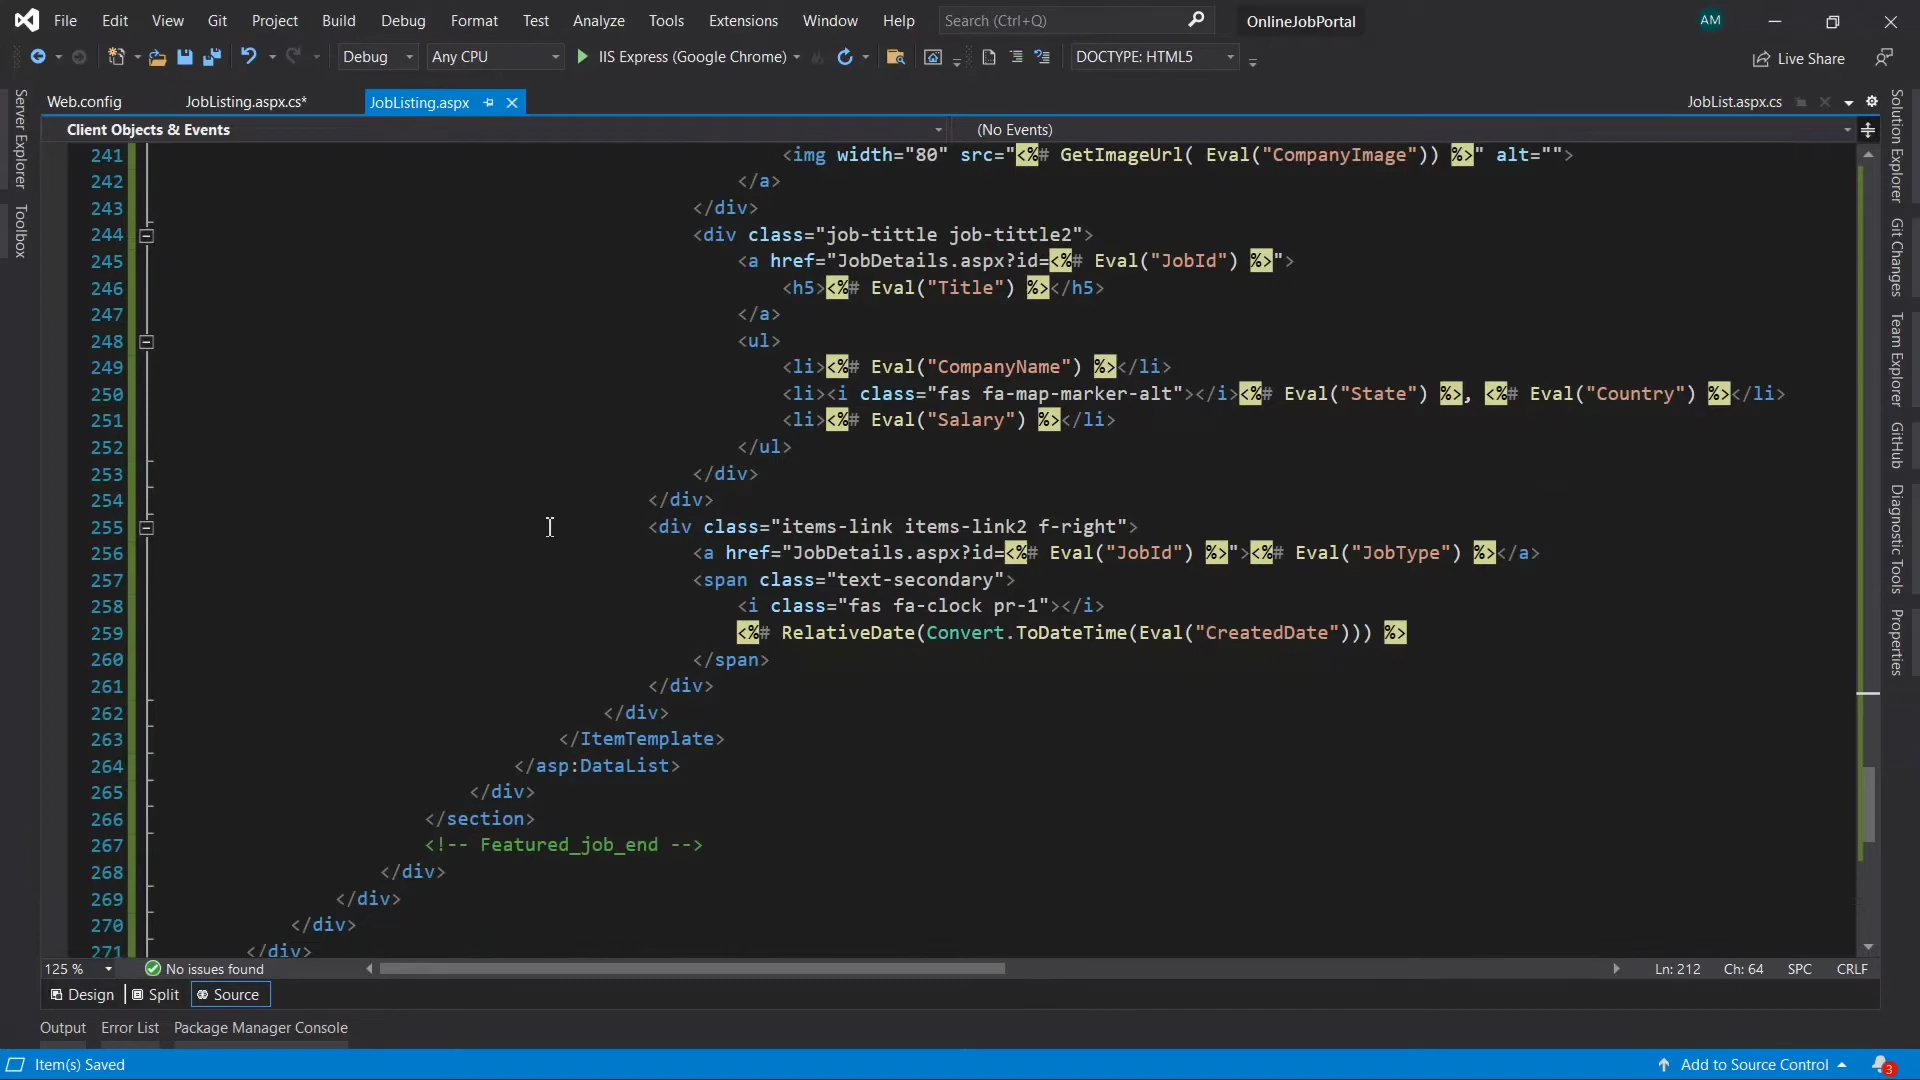 File Edit View Git Project Build Debug Format Test Analyze Tools Extensions Window Help Search (Ctrl+Q) OnlineJobPortal AM
Debug Any CPU IIS Express (Google Chrome) DOCTYPE: HTML5 Live Share
Web.config JobListing.aspx.cs* JobListing.aspx JobList.aspx.cs
Client Objects & Events (No Events)
Server Explorer
Toolbox
241 <img width="80" src="<%# GetImageUrl( Eval("CompanyImage")) %>" alt="">
242 </a>
243 </div>
244 <div class="job-tittle job-tittle2">
245 <a href="JobDetails.aspx?id=<%# Eval("JobId") %>">
246 <h5><%# Eval("Title") %></h5>
247 </a>
248 <ul>
249 <li><%# Eval("CompanyName") %></li>
250 <li><i class="fas fa-map-marker-alt"></i><%# Eval("State") %>, <%# Eval("Country") %></li>
251 <li><%# Eval("Salary") %></li>
252 </ul>
253 </div>
254 </div>
255 <div class="items-link items-link2 f-right">
256 <a href="JobDetails.aspx?id=<%# Eval("JobId") %>"><%# Eval("JobType") %></a>
257 <span class="text-secondary">
258 <i class="fas fa-clock pr-1"></i>
259 <%# RelativeDate(Convert.ToDateTime(Eval("CreatedDate"))) %>
260 </span>
261 </div>
262 </div>
263 </ItemTemplate>
264 </asp:DataList>
265 </div>
266 </section>
267 <!-- Featured_job_end -->
268 </div>
269 </div>
270 </div>
271 </div>
Solution Explorer
Git Changes
Team Explorer
GitHub
Diagnostic Tools
Properties
125 % No issues found Ln: 212 Ch: 64 SPC CRLF
Design Split Source
Output Error List Package Manager Console
Item(s) Saved Add to Source Control 3